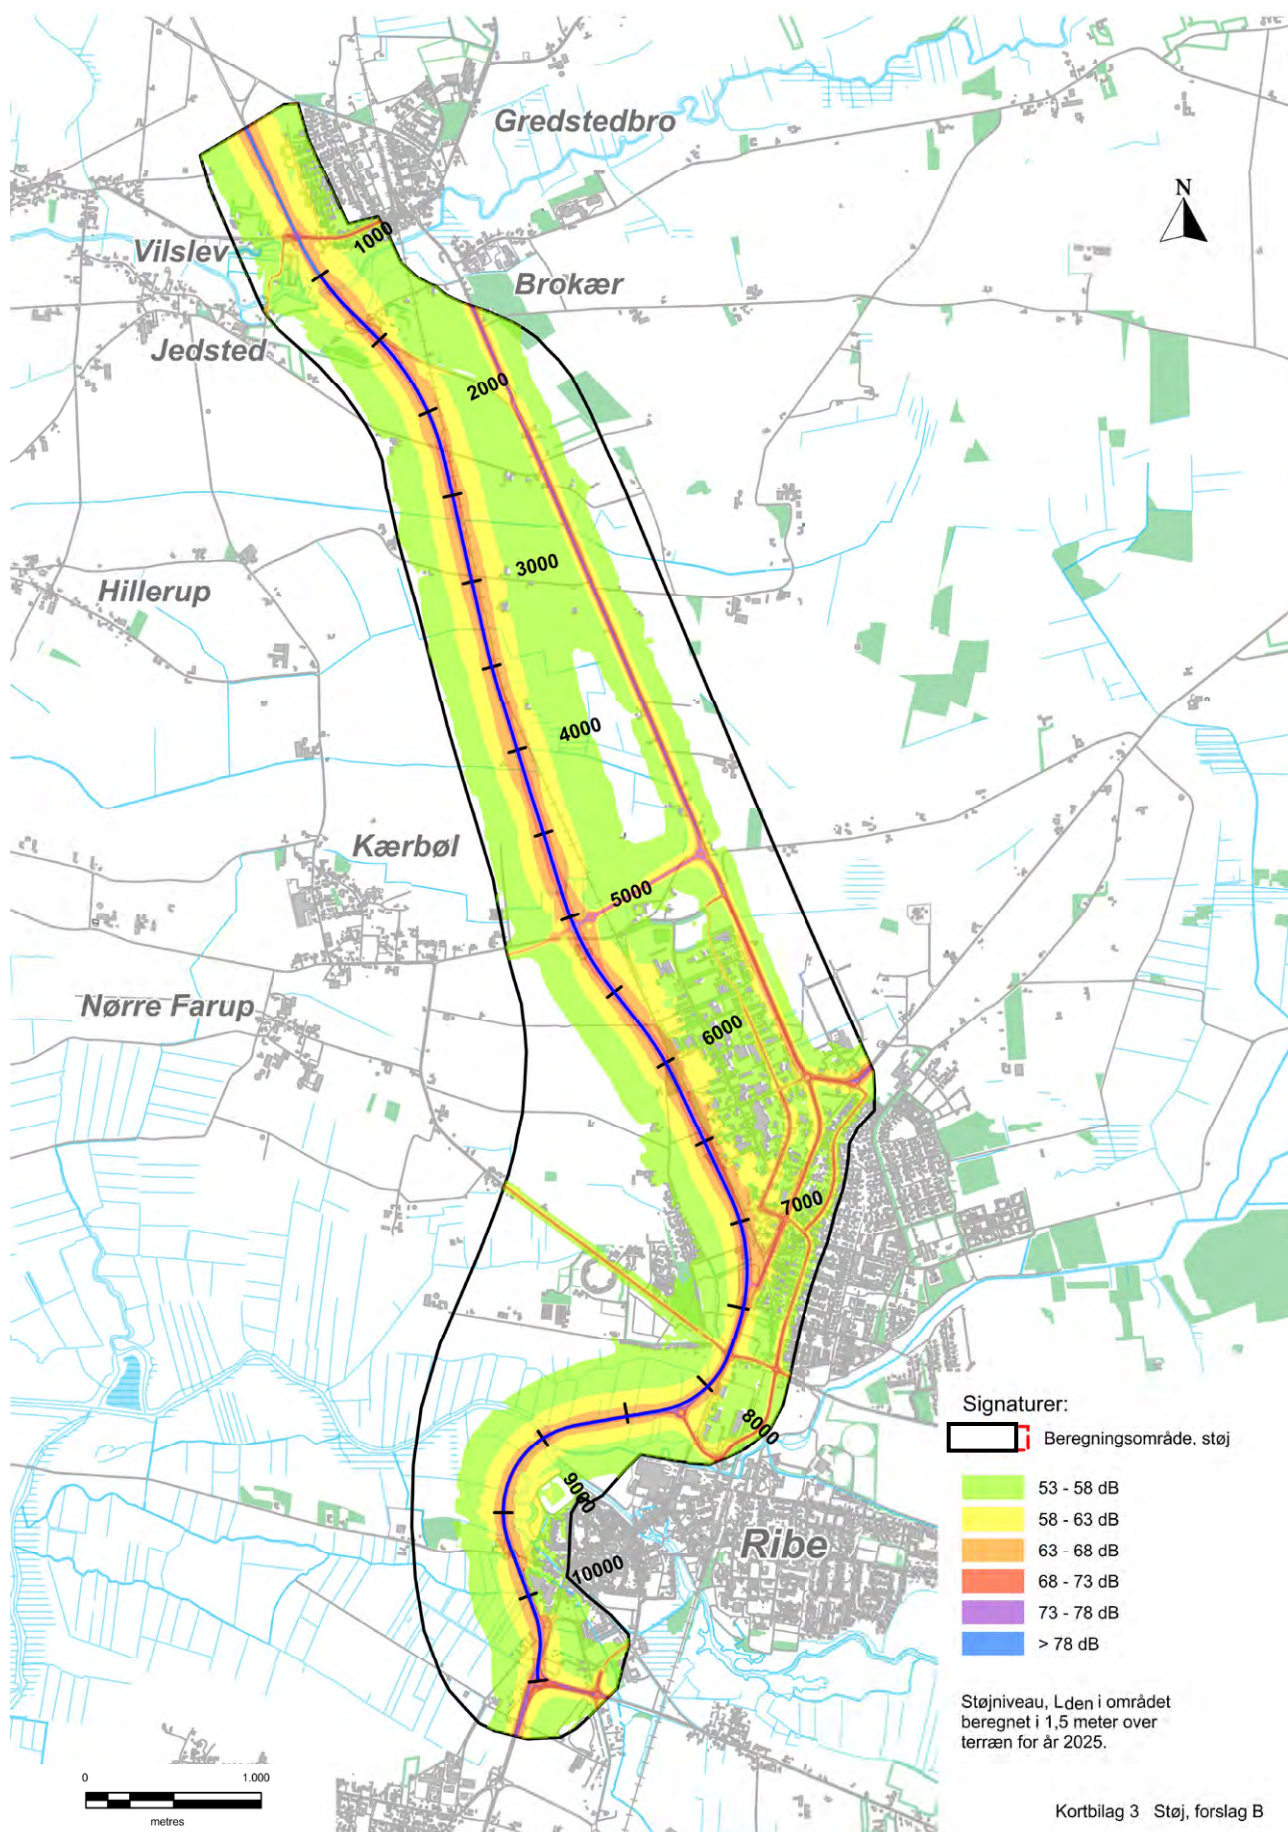 Gredstedbro
N
1000
Vilslev
Brokær
Jedsted
2000
3000
Hillerup
4000
Kærbøl
5000
Nørre Farup
6000
7000
8000
9000
10000
Ribe
Signaturer:
Beregningsområde, støj
53 - 58 dB
58 - 63 dB
63 - 68 dB
68 - 73 dB
73 - 78 dB
> 78 dB
Støjniveau, Lden i området
beregnet i 1,5 meter over
terræn for år 2025.
0 1.000
metres
Kortbilag 3 Støj, forslag B